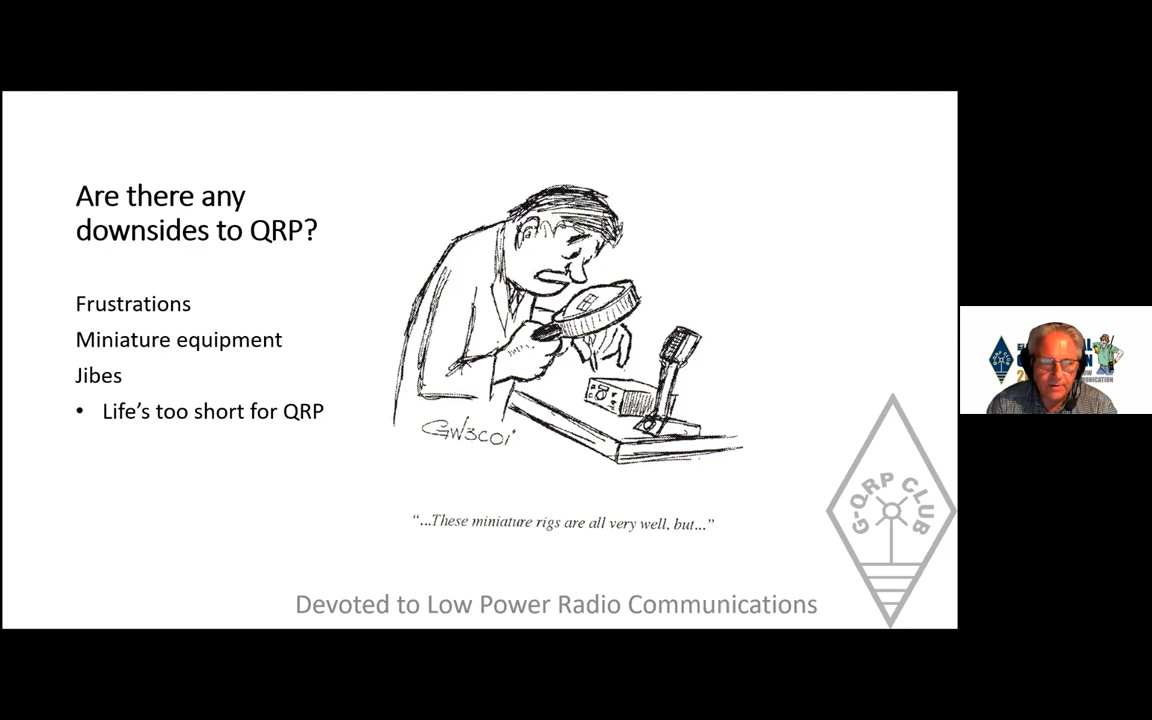 Are there any
downsides to QRP?
Frustrations
Miniature equipment
Jibes
• Life’s too short for QRP
GW3COI
“...These miniature rigs are all very well, but...”
G-QRP CLUB
Devoted to Low Power Radio Communications